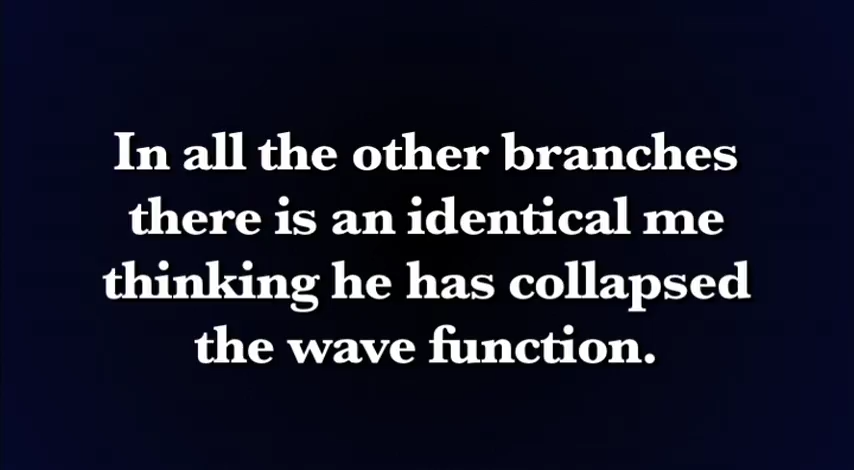 In all the other branches
there is an identical me
thinking he has collapsed
the wave function.